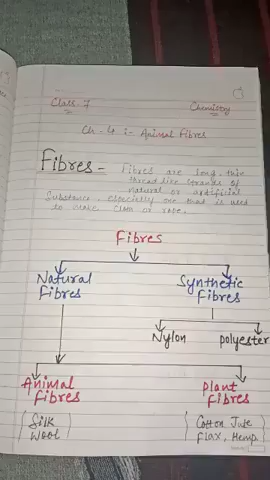 Class-7 Chemistry
Ch-4 :- Animal Fibres
Fibres - Fibres are long, thin
thread like strands of
natural or artificial
Substance, especially one that is used
to make cloth or rope.
Fibres
Natural Fibres Synthetic Fibres
Nylon polyester
Animal Fibres Plant Fibres
(Silk Wool) (Cotton Jute Flax, Hemp)